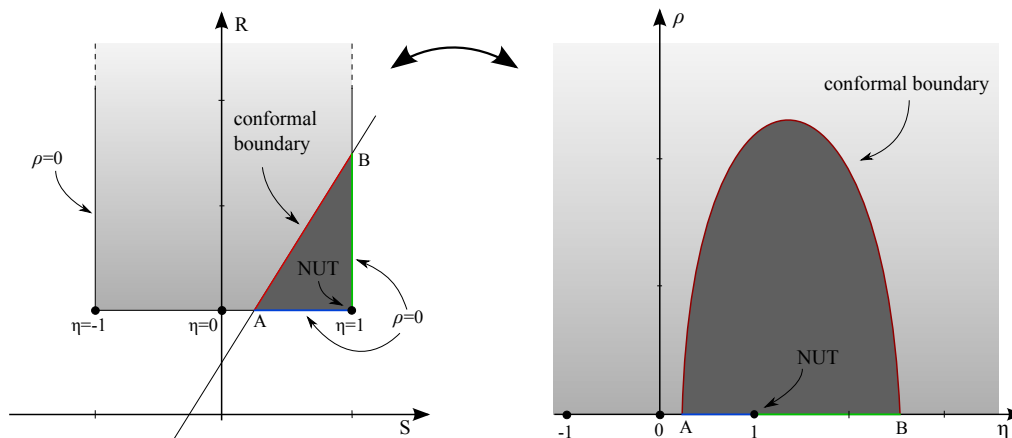 R
conformal
boundary
B
ρ=0
NUT
A
η=-1
η=0
η=1
ρ=0
S
ρ
conformal boundary
NUT
-1
0
A
1
B
η